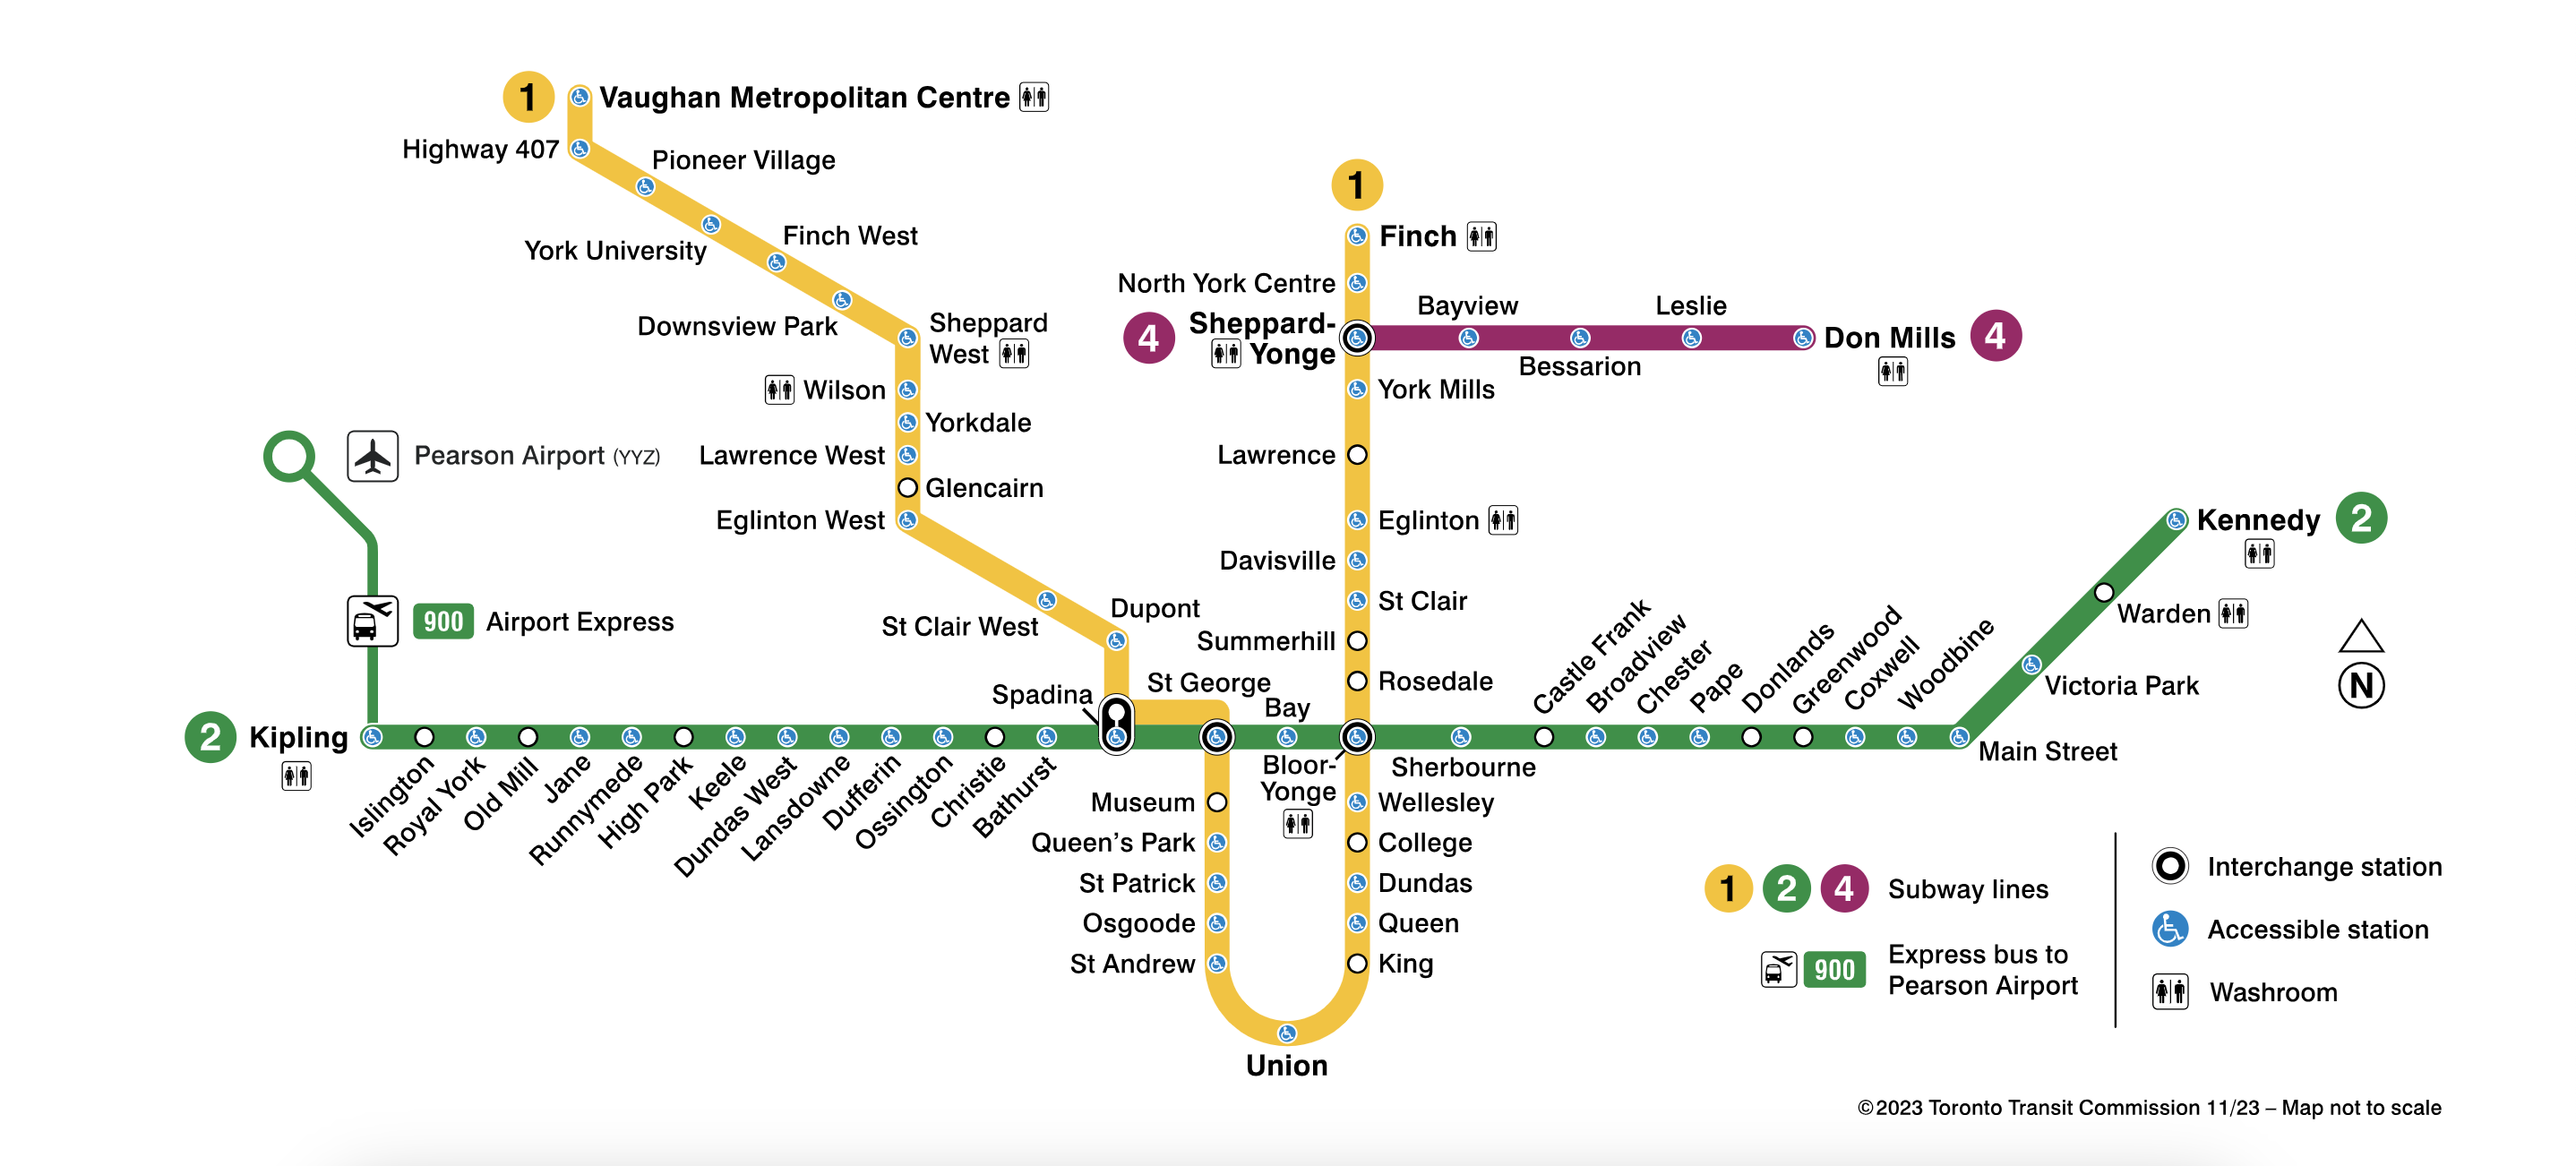 1
Vaughan Metropolitan Centre
Highway 407
Pioneer Village
York University
Finch West
Downsview Park
Sheppard
West
Wilson
Yorkdale
Lawrence West
Glencairn
Eglinton West
St Clair West
Dupont
Spadina
St George
Museum
Queen's Park
St Patrick
Osgoode
St Andrew
Union
1
Finch
North York Centre
4
Sheppard-
Yonge
Bayview
Bessarion
Leslie
Don Mills
4
York Mills
Lawrence
Eglinton
Davisville
St Clair
Summerhill
Rosedale
Bloor-
Yonge
Wellesley
College
Dundas
Queen
King
Pearson Airport (YYZ)
900
Airport Express
2
Kipling
Islington
Royal York
Old Mill
Jane
Runnymede
High Park
Keele
Dundas West
Lansdowne
Dufferin
Ossington
Christie
Bathurst
Bay
Sherbourne
Castle Frank
Broadview
Chester
Pape
Donlands
Greenwood
Coxwell
Woodbine
Main Street
Victoria Park
Warden
Kennedy
2
N
1 2 4 Subway lines
900 Express bus to
Pearson Airport
Interchange station
Accessible station
Washroom
©2023 Toronto Transit Commission 11/23 – Map not to scale